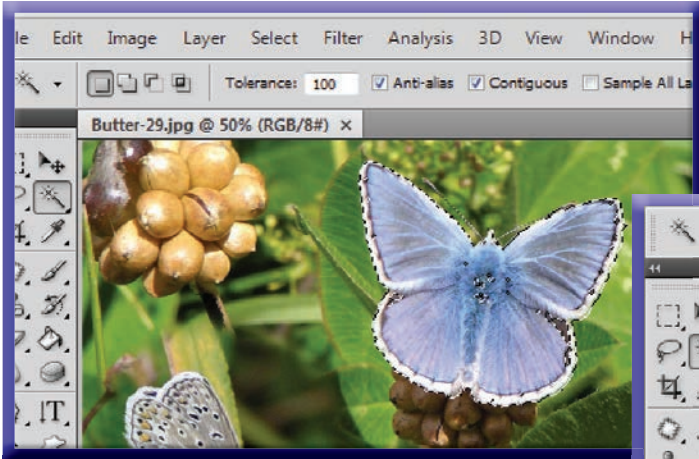 le Edit Image Layer Select Filter Analysis 3D View Window H
Tolerance: 100 Anti-alias Contiguous Sample All La
Butter-29.jpg @ 50% (RGB/8#) ×